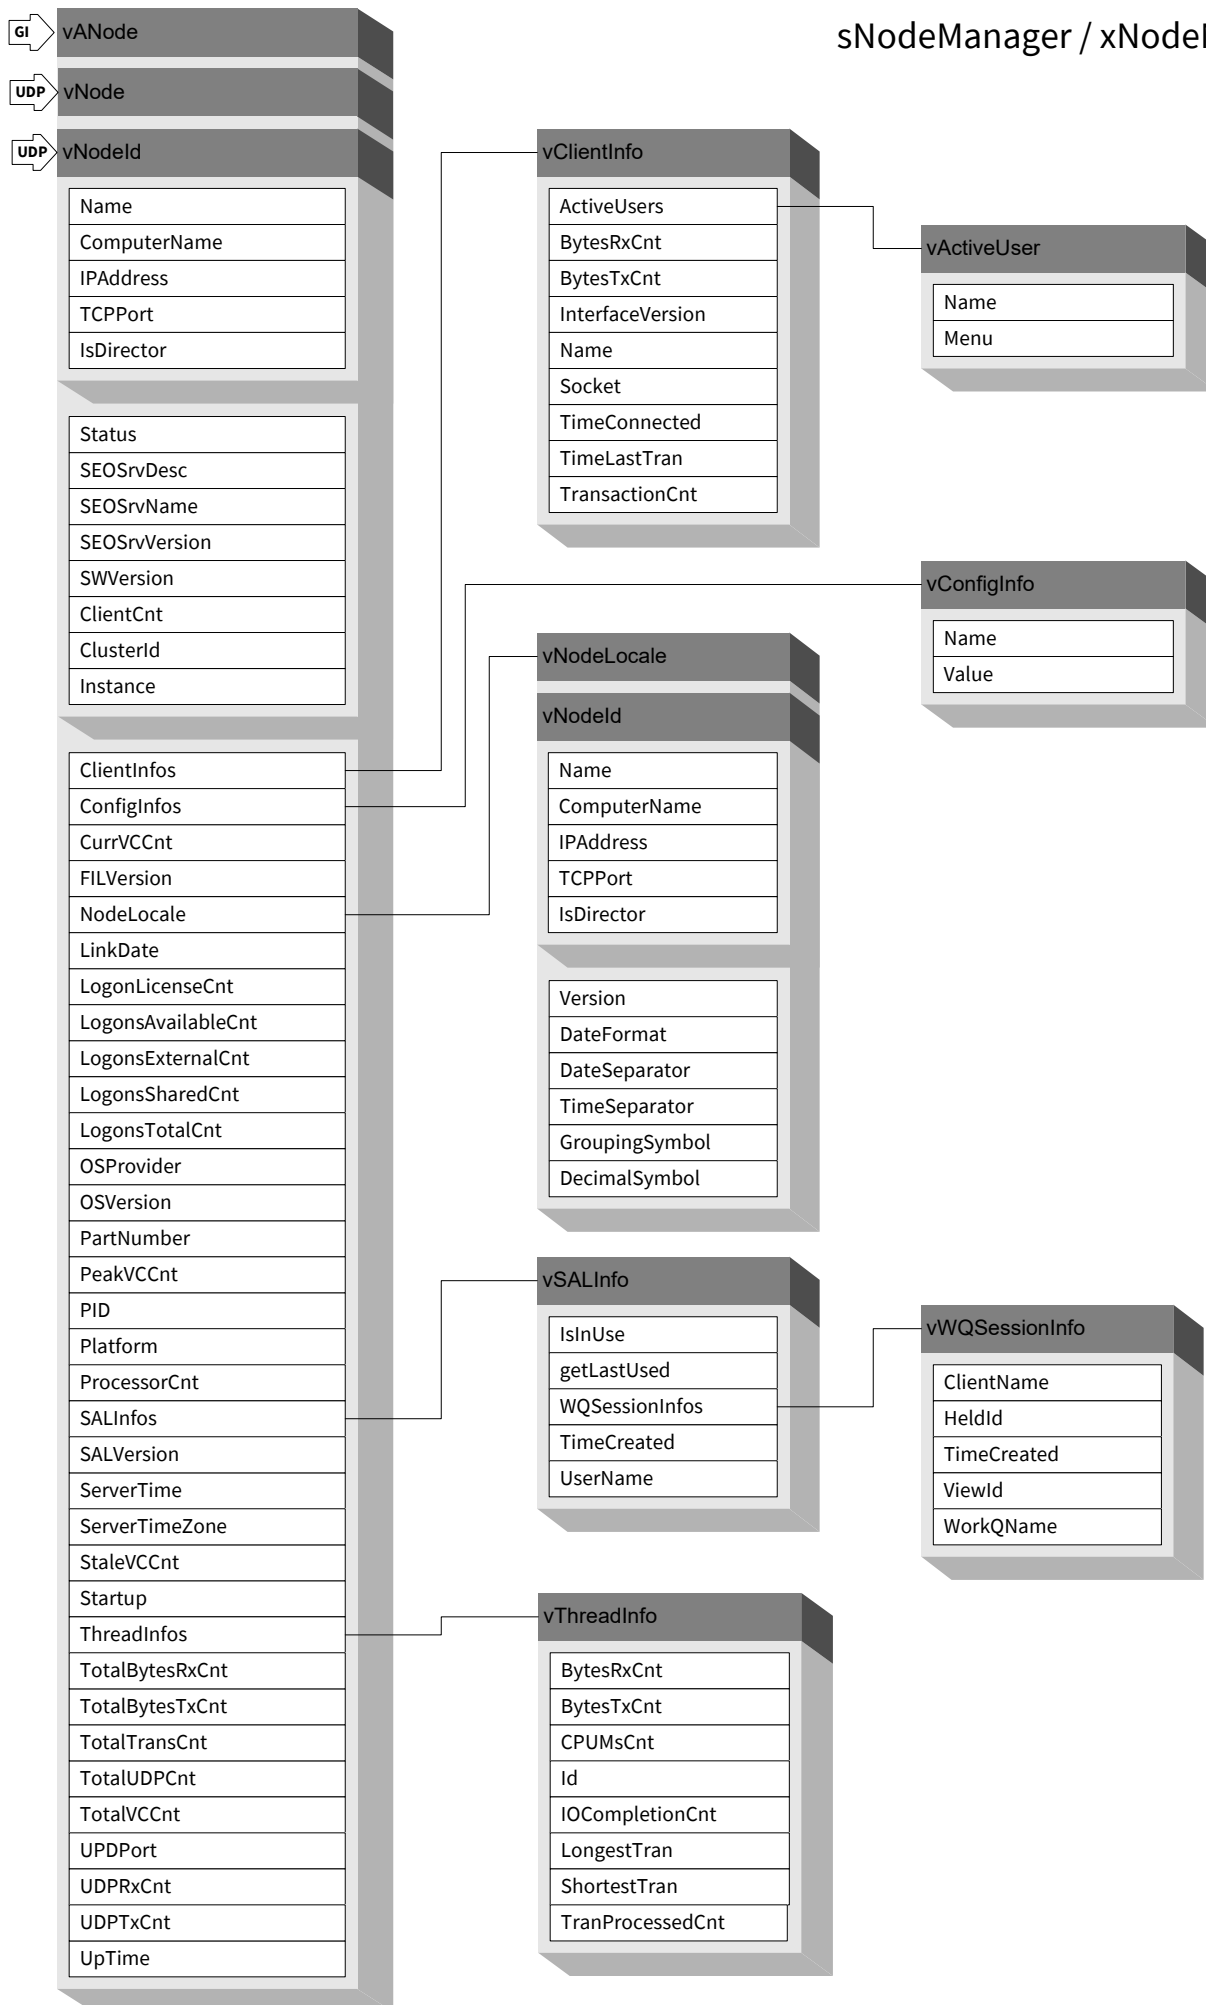 sNodeManager / xNodeM
GI
vANode
UDP
vNode
UDP
vNodeId
Name
ComputerName
IPAddress
TCPPort
IsDirector
Status
SEOSrvDesc
SEOSrvName
SEOSrvVersion
SWVersion
ClientCnt
ClusterId
Instance
ClientInfos
ConfigInfos
CurrVCCnt
FILVersion
NodeLocale
LinkDate
LogonLicenseCnt
LogonsAvailableCnt
LogonsExternalCnt
LogonsSharedCnt
LogonsTotalCnt
OSProvider
OSVersion
PartNumber
PeakVCCnt
PID
Platform
ProcessorCnt
SALInfos
SALVersion
ServerTime
ServerTimeZone
StaleVCCnt
Startup
ThreadInfos
TotalBytesRxCnt
TotalBytesTxCnt
TotalTransCnt
TotalUDPCnt
TotalVCCnt
UPDPort
UDPRxCnt
UDPTxCnt
UpTime
vClientInfo
ActiveUsers
BytesRxCnt
BytesTxCnt
InterfaceVersion
Name
Socket
TimeConnected
TimeLastTran
TransactionCnt
vActiveUser
Name
Menu
vConfigInfo
Name
Value
vNodeLocale
vNodeId
Name
ComputerName
IPAddress
TCPPort
IsDirector
Version
DateFormat
DateSeparator
TimeSeparator
GroupingSymbol
DecimalSymbol
vSALInfo
IsInUse
getLastUsed
WQSessionInfos
TimeCreated
UserName
vWQSessionInfo
ClientName
HeldId
TimeCreated
ViewId
WorkQName
vThreadInfo
BytesRxCnt
BytesTxCnt
CPUMsCnt
Id
IOCompletionCnt
LongestTran
ShortestTran
TranProcessedCnt